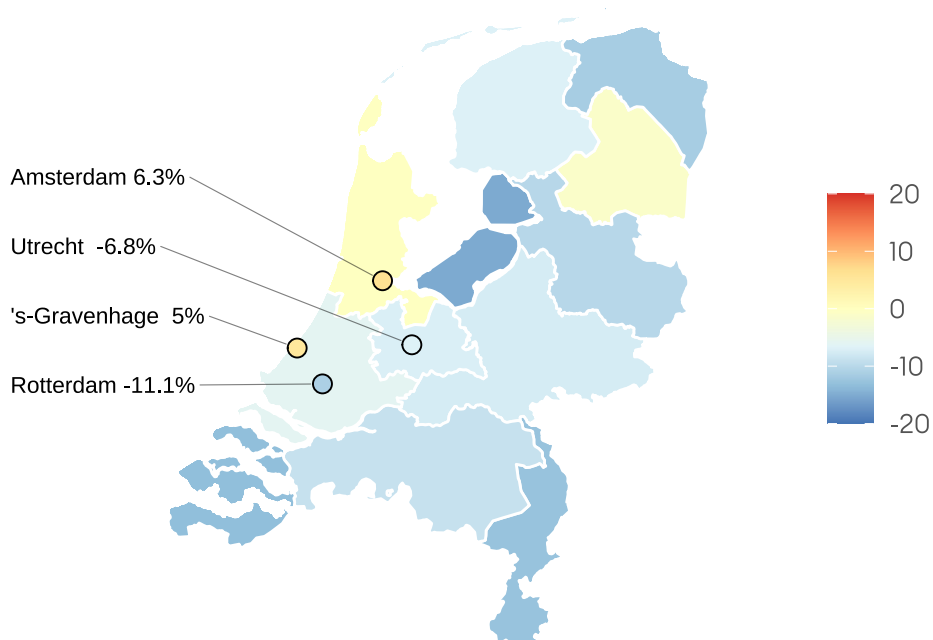 Amsterdam 6.3%
Utrecht -6.8%
's-Gravenhage 5%
Rotterdam -11.1%
20
10
0
-10
-20